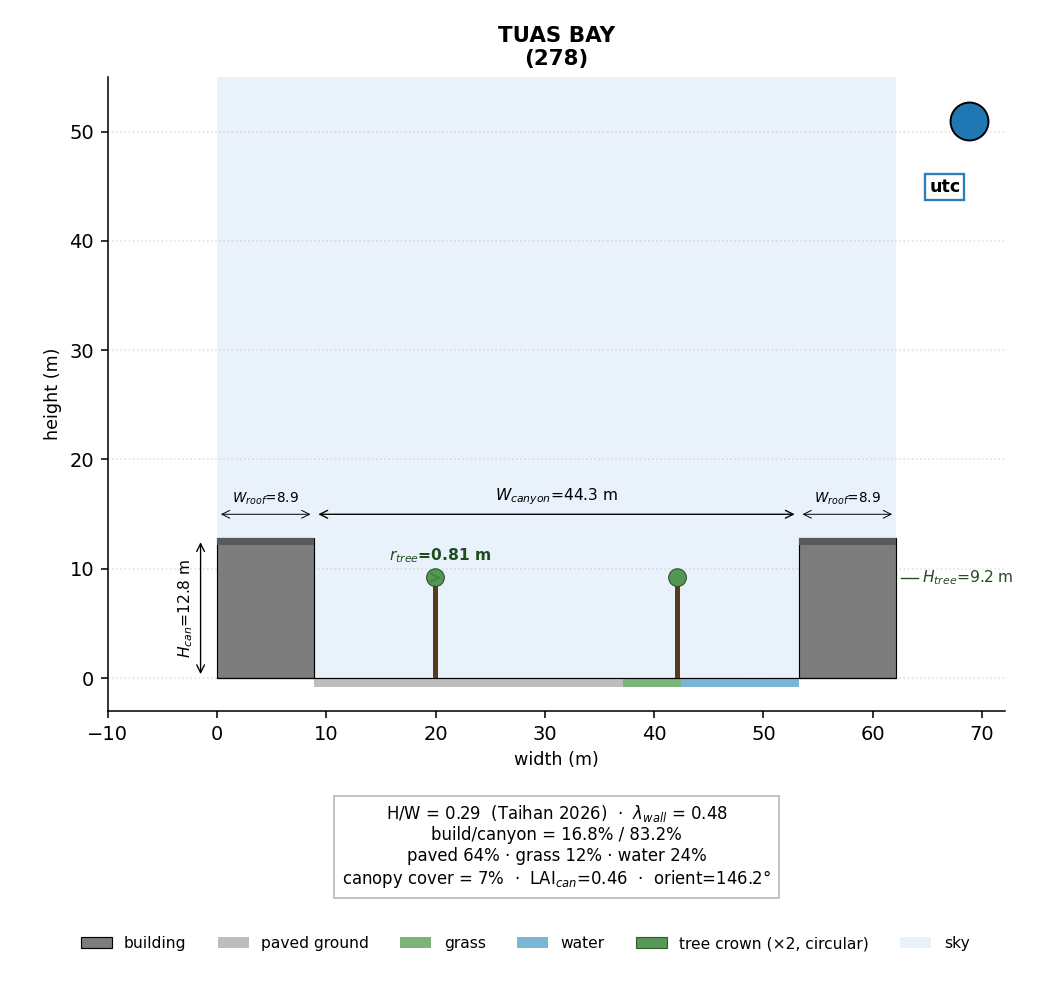 TUAS BAY
(278)
50
40
30
20
10
0
height (m)
utc
W_roof=8.9
W_canyon=44.3 m
W_roof=8.9
r_tree=0.81 m
H_tree=9.2 m
H_can=12.8 m
−10
0
10
20
30
40
50
60
70
width (m)
H/W = 0.29 (Taihan 2026) · λ_wall = 0.48
build/canyon = 16.8% / 83.2%
paved 64% · grass 12% · water 24%
canopy cover = 7% · LAI_can=0.46 · orient=146.2°
building
paved ground
grass
water
tree crown (×2, circular)
sky